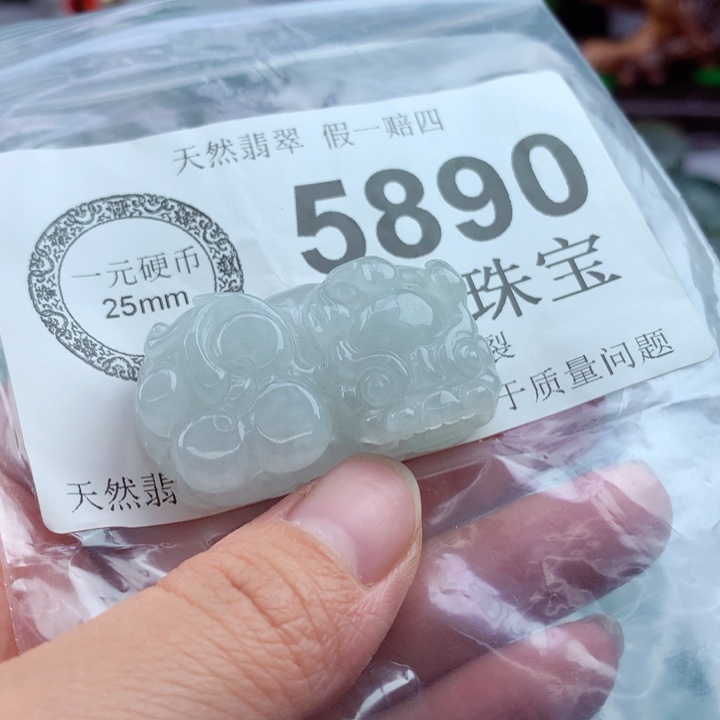 天然翡翠 假一赔四
5890
一元硬币
25mm
珠宝
裂
于质量问题
天然翡